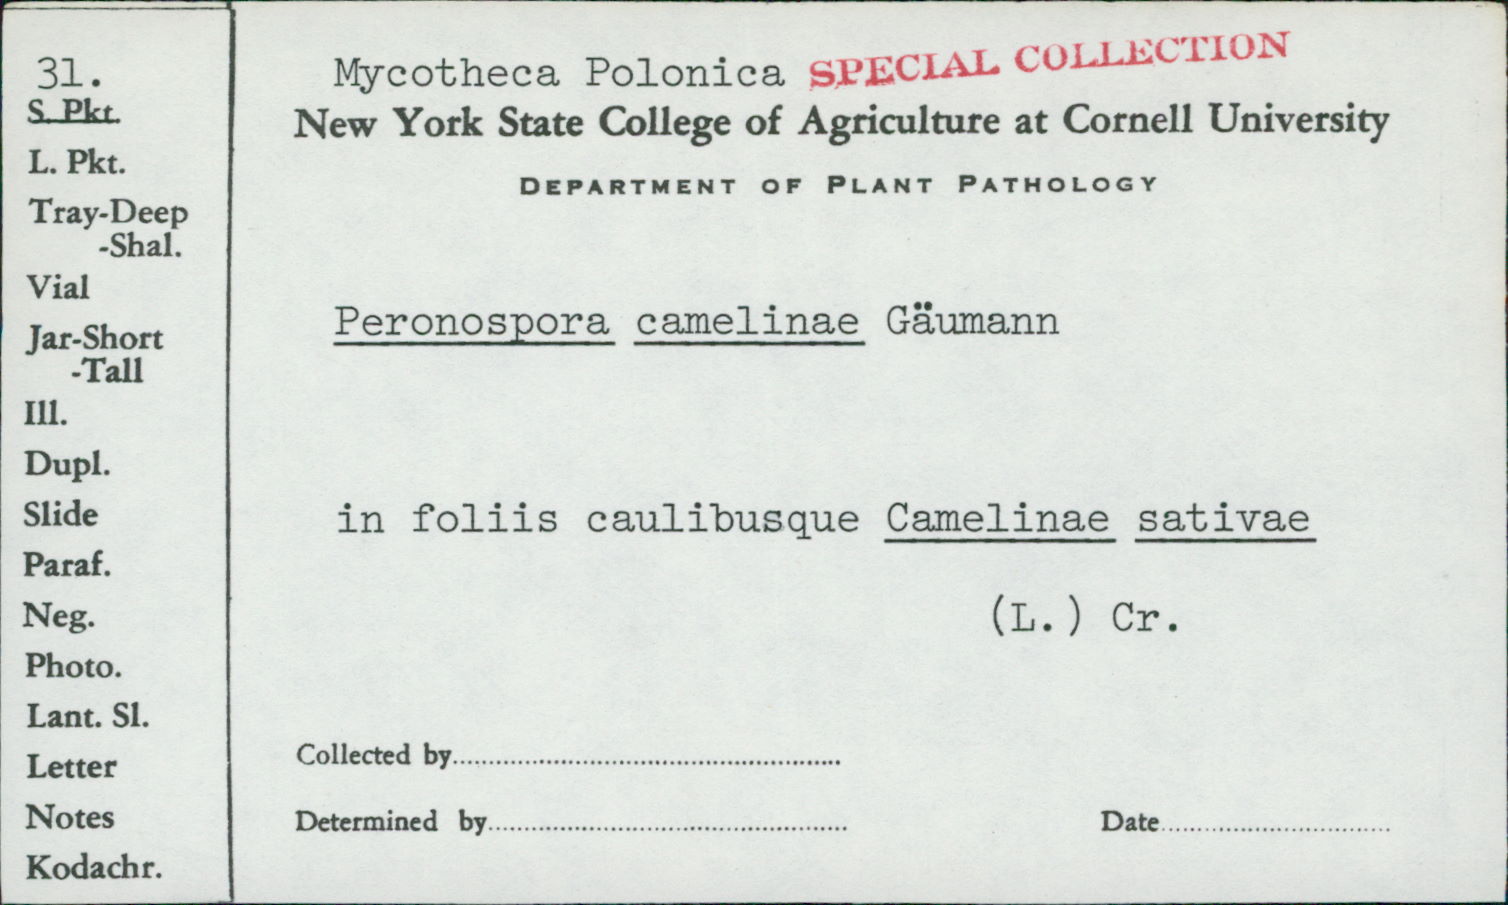 31.
S. Pkt.
L. Pkt.
Tray-Deep
-Shal.
Vial
Jar-Short
-Tall
Ill.
Dupl.
Slide
Paraf.
Neg.
Photo.
Lant. Sl.
Letter
Notes
Kodachr.
Mycotheca Polonica SPECIAL COLLECTION
New York State College of Agriculture at Cornell University
DEPARTMENT OF PLANT PATHOLOGY
Peronospora camelinae Gäumann
in foliis caulibusque Camelinae sativae
(L.) Cr.
Collected by
Determined by Date